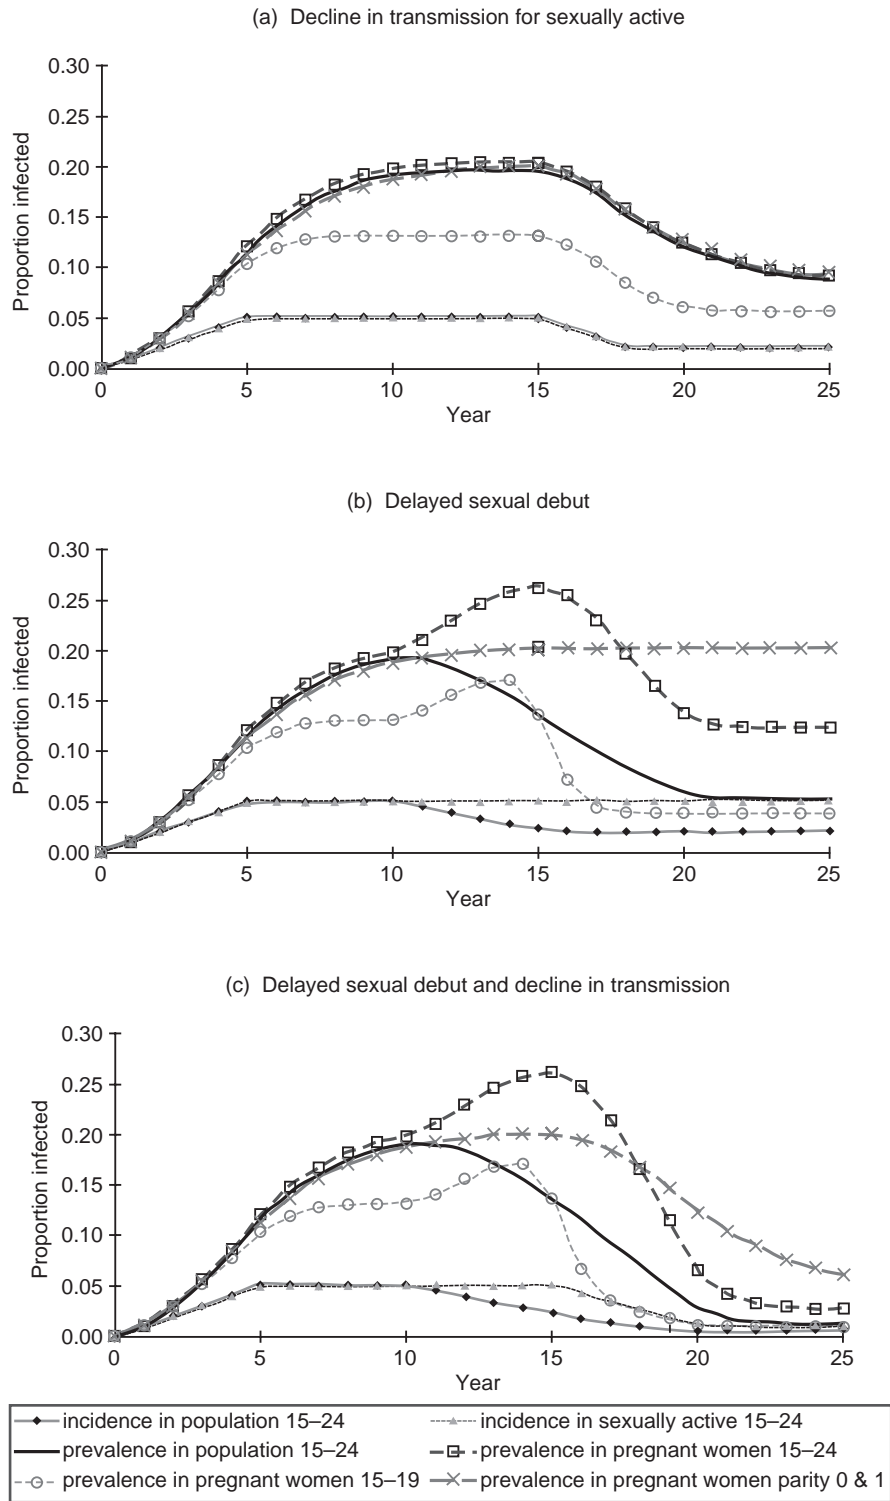 (a) Decline in transmission for sexually active
0.30
0.25
0.20
0.15
0.10
0.05
0.00
Proportion infected
0 5 10 15 20 25
Year
(b) Delayed sexual debut
0.30
0.25
0.20
0.15
0.10
0.05
0.00
Proportion infected
0 5 10 15 20 25
Year
(c) Delayed sexual debut and decline in transmission
0.30
0.25
0.20
0.15
0.10
0.05
0.00
Proportion infected
0 5 10 15 20 25
Year
incidence in population 15–24 incidence in sexually active 15–24
prevalence in population 15–24 prevalence in pregnant women 15–24
prevalence in pregnant women 15–19 prevalence in pregnant women parity 0 & 1